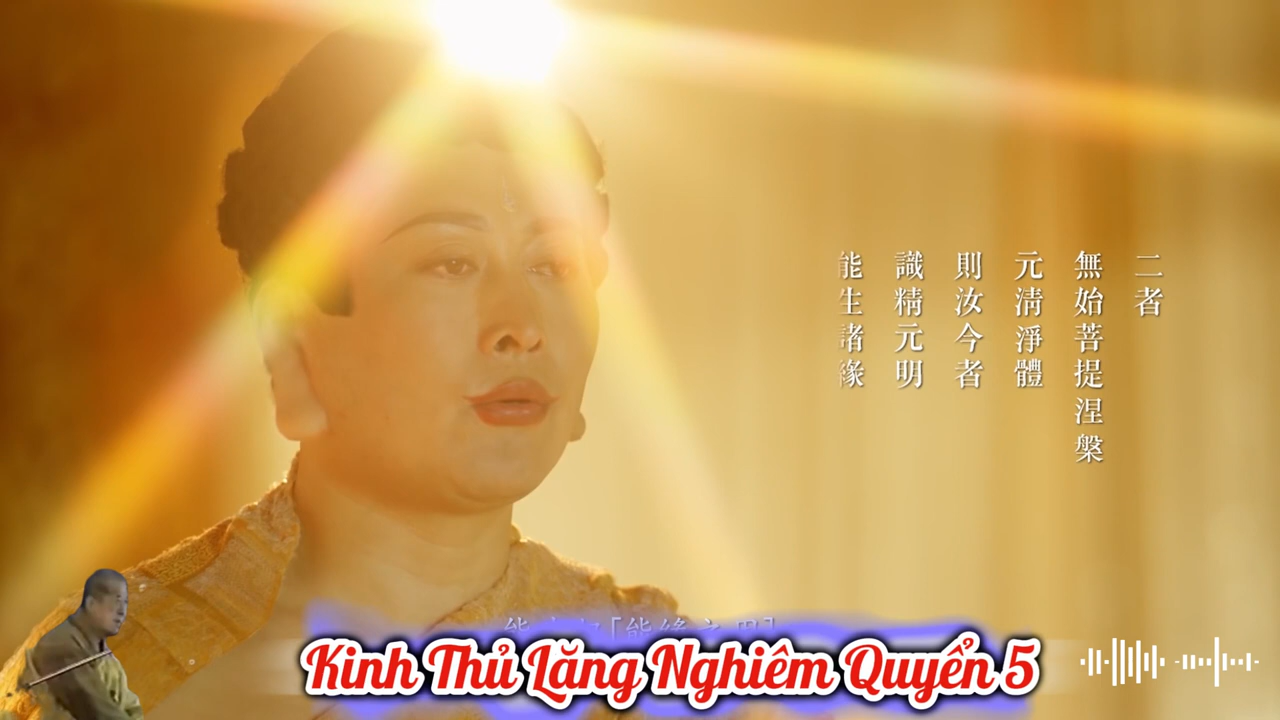 二者
無始菩提涅槃
元清淨體
則汝今者
識精元明
能生諸緣
Kinh Thủ Lăng Nghiêm Quyển 5